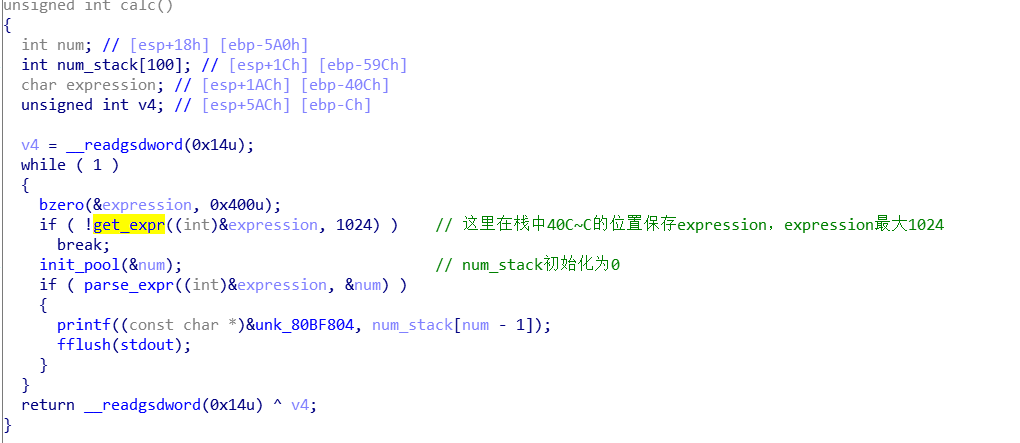 unsigned int calc()
{
int num; // [esp+18h] [ebp-5A0h]
int num_stack[100]; // [esp+1Ch] [ebp-59Ch]
char expression; // [esp+1ACh] [ebp-40Ch]
unsigned int v4; // [esp+5ACh] [ebp-Ch]
v4 = __readgsdword(0x14u);
while ( 1 )
{
bzero(&expression, 0x400u);
if ( !get_expr((int)&expression, 1024) ) // 这里在栈中40C~C的位置保存expression，expression最大1024
break;
init_pool(&num); // num_stack初始化为0
if ( parse_expr((int)&expression, &num) )
{
printf((const char *)&unk_80BF804, num_stack[num - 1]);
fflush(stdout);
}
}
return __readgsdword(0x14u) ^ v4;
}